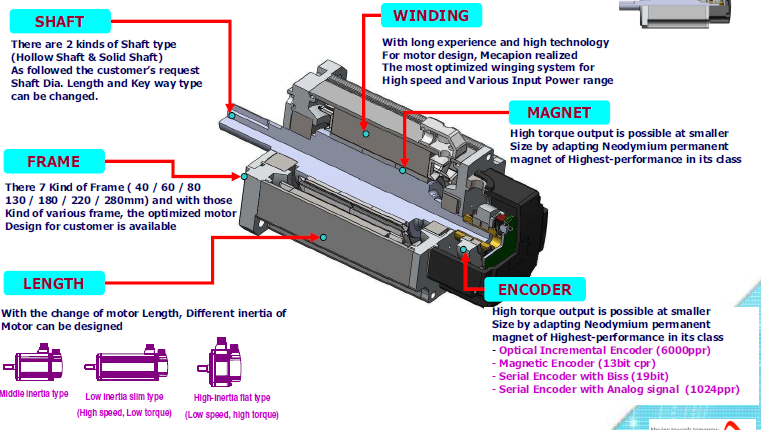 SHAFT
There are 2 kinds of Shaft type
(Hollow Shaft & Solid Shaft)
As followed the customer's request
Shaft Dia. Length and Key way type
can be changed.
WINDING
With long experience and high technology
For motor design, Mecapion realized
The most optimized winging system for
High speed and Various Input Power range
MAGNET
High torque output is possible at smaller
Size by adapting Neodymium permanent
magnet of Highest-performance in its class
FRAME
There 7 Kind of Frame ( 40 / 60 / 80
130 / 180 / 220 / 280mm) and with those
Kind of various frame, the optimized motor
Design for customer is available
LENGTH
With the change of motor Length, Different inertia of
Motor can be designed
Middle inertia type
Low inertia slim type
(High speed, Low torque)
High-inertia flat type
(Low speed, high torque)
ENCODER
High torque output is possible at smaller
Size by adapting Neodymium permanent
magnet of Highest-performance in its class
- Optical Incremental Encoder (6000ppr)
- Magnetic Encoder (13bit cpr)
- Serial Encoder with Biss (19bit)
- Serial Encoder with Analog signal (1024ppr)
Moving towards tomorrow